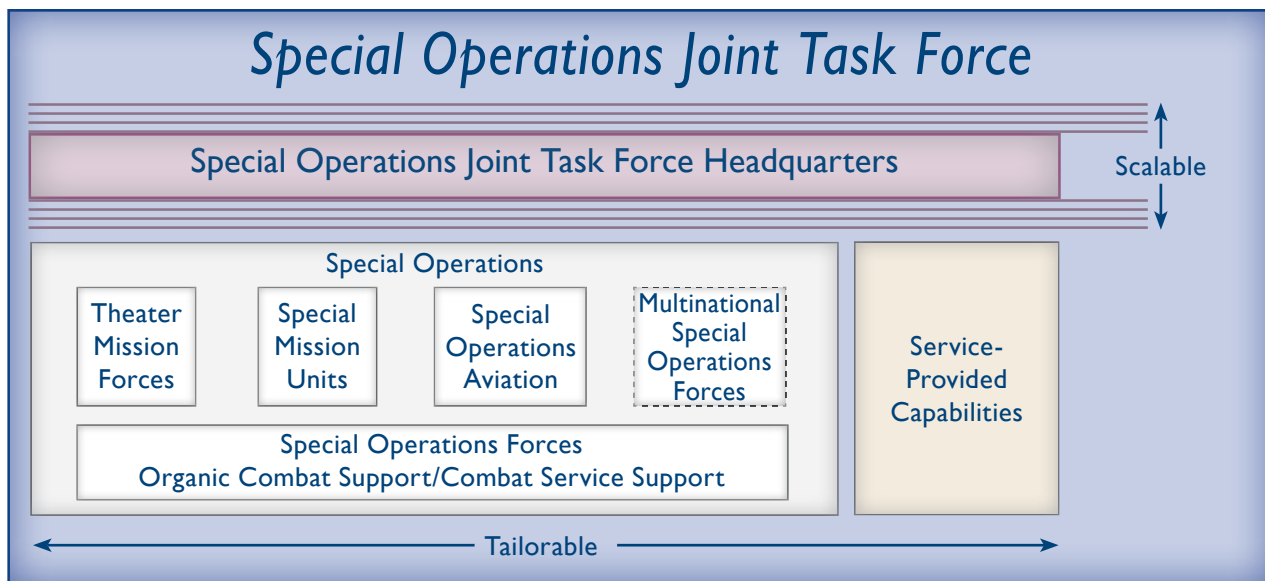 Special Operations Joint Task Force
Special Operations Joint Task Force Headquarters
Scalable
Special Operations
Theater
Mission
Forces
Special
Mission
Units
Special
Operations
Aviation
Multinational
Special
Operations
Forces
Special Operations Forces
Organic Combat Support/Combat Service Support
Service-
Provided
Capabilities
Tailorable